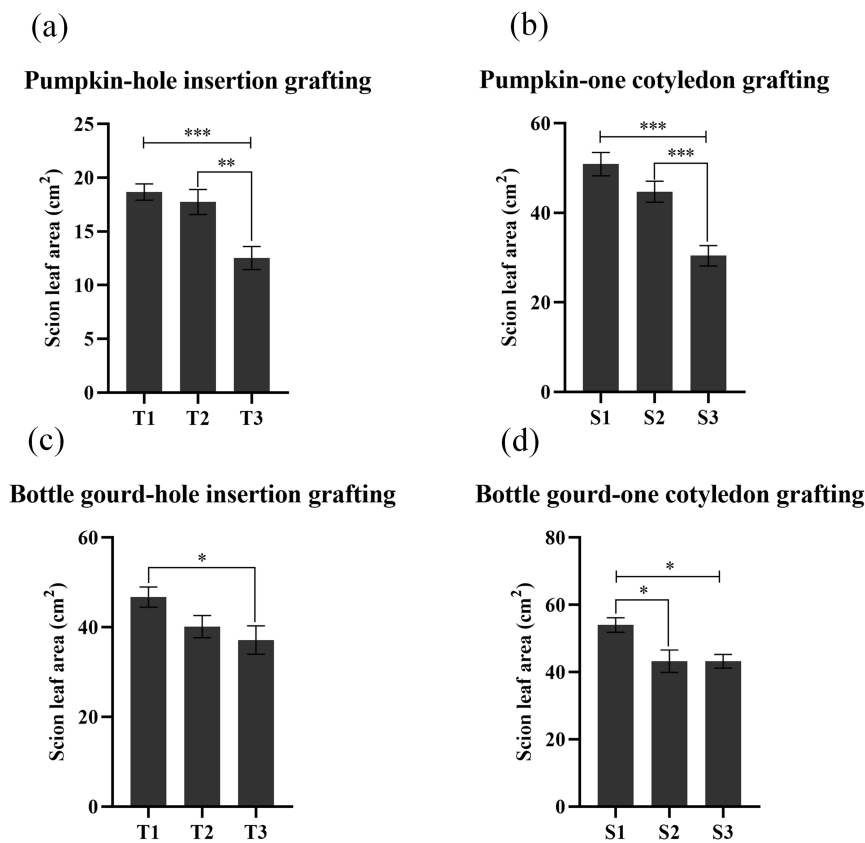 (a)
Pumpkin-hole insertion grafting
Scion leaf area (cm²)
25
20
15
10
5
0
***
**
T1 T2 T3
(b)
Pumpkin-one cotyledon grafting
Scion leaf area (cm²)
60
40
20
0
***
***
S1 S2 S3
(c)
Bottle gourd-hole insertion grafting
Scion leaf area (cm²)
60
40
20
0
*
T1 T2 T3
(d)
Bottle gourd-one cotyledon grafting
Scion leaf area (cm²)
80
60
40
20
0
*
*
S1 S2 S3